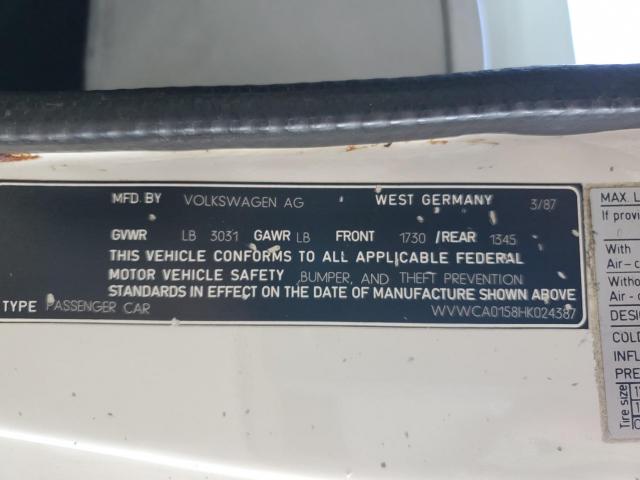 MFD. BY VOLKSWAGEN AG WEST GERMANY 3/87
GVWR LB 3031 GAWR LB FRONT 1730 /REAR 1345
THIS VEHICLE CONFORMS TO ALL APPLICABLE FEDERAL
MOTOR VEHICLE SAFETY, BUMPER, AND THEFT PREVENTION
STANDARDS IN EFFECT ON THE DATE OF MANUFACTURE SHOWN ABOVE
TYPE PASSENGER CAR WVWCA0158HK024387
MAX. L
If provi
With
Air-c
Witho
Air-c
DESIG
COLD
INFL
PRE
Tire size